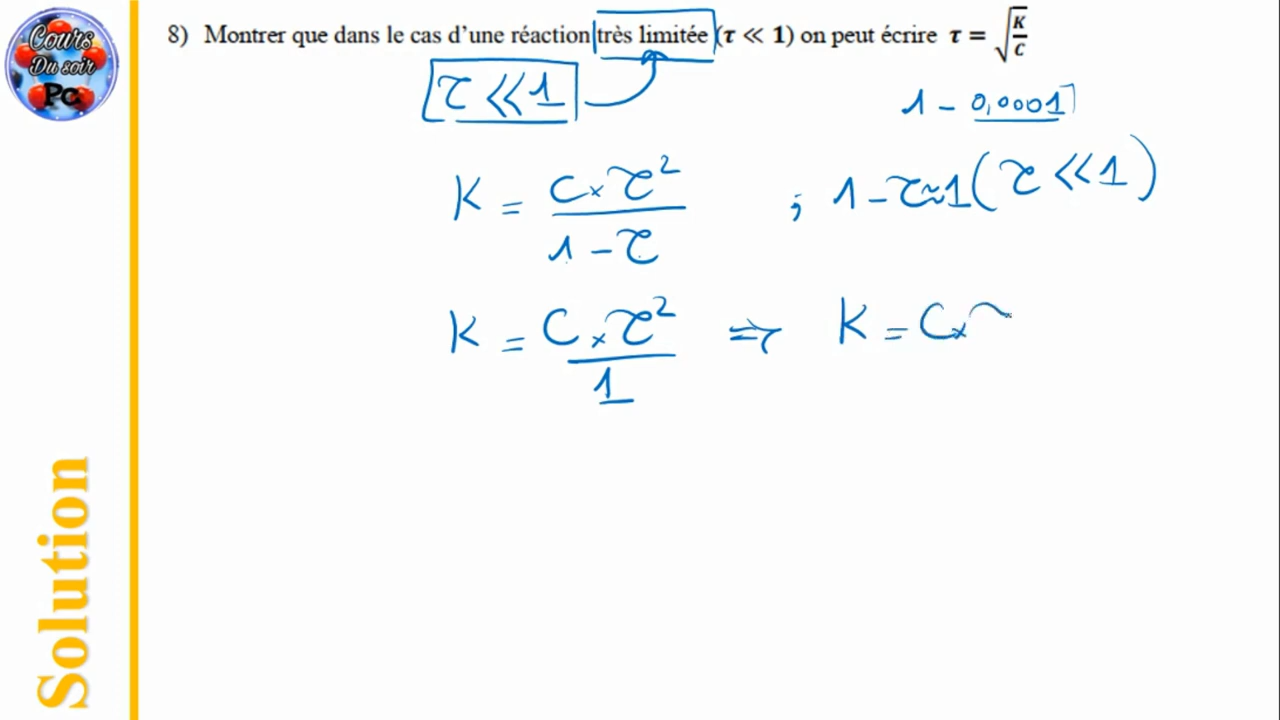 Cours
Du soir
PC
8) Montrer que dans le cas d’une réaction très limitée (τ ≪ 1) on peut écrire τ = √(K/C)
τ ≪ 1
1 - 0,0001
K = C × τ² / 1 - τ ; 1 - τ ≈ 1 (τ ≪ 1)
K = C × τ² / 1 ⇒ K = C ×
Solution